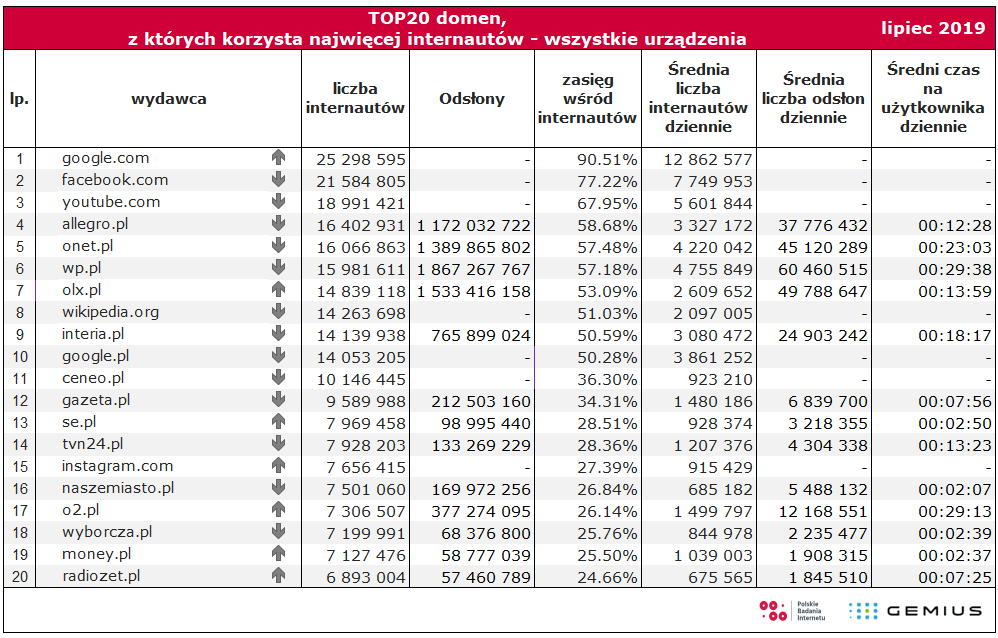 TOP20 domen,
z których korzysta najwięcej internautów - wszystkie urządzenia
lipiec 2019
lp. wydawca liczba internautów Odsłony zasięg wśród internautów Średnia liczba internautów dziennie Średnia liczba odsłon dziennie Średni czas na użytkownika dziennie
1 google.com 25 298 595 - 90.51% 12 862 577 - -
2 facebook.com 21 584 805 - 77.22% 7 749 953 - -
3 youtube.com 18 991 421 - 67.95% 5 601 844 - -
4 allegro.pl 16 402 931 1 172 032 722 58.68% 3 327 172 37 776 432 00:12:28
5 onet.pl 16 066 863 1 389 865 802 57.48% 4 220 042 45 120 289 00:23:03
6 wp.pl 15 981 611 1 867 267 767 57.18% 4 755 849 60 460 515 00:29:38
7 olx.pl 14 839 118 1 533 416 158 53.09% 2 609 652 49 788 647 00:13:59
8 wikipedia.org 14 263 698 - 51.03% 2 097 005 - -
9 interia.pl 14 139 938 765 899 024 50.59% 3 080 472 24 903 242 00:18:17
10 google.pl 14 053 205 - 50.28% 3 861 252 - -
11 ceneo.pl 10 146 445 - 36.30% 923 210 - -
12 gazeta.pl 9 589 988 212 503 160 34.31% 1 480 186 6 839 700 00:07:56
13 se.pl 7 969 458 98 995 440 28.51% 928 374 3 218 355 00:02:50
14 tvn24.pl 7 928 203 133 269 229 28.36% 1 207 376 4 304 338 00:13:23
15 instagram.com 7 656 415 - 27.39% 915 429 - -
16 naszemiasto.pl 7 501 060 169 972 256 26.84% 685 182 5 488 132 00:02:07
17 o2.pl 7 306 507 377 274 095 26.14% 1 499 797 12 168 551 00:29:13
18 wyborcza.pl 7 199 991 68 376 800 25.76% 844 978 2 235 477 00:02:39
19 money.pl 7 127 476 58 777 039 25.50% 1 039 003 1 908 315 00:02:37
20 radiozet.pl 6 893 004 57 460 789 24.66% 675 565 1 845 510 00:07:25
Polskie
Badania
Internetu
GEMIUS